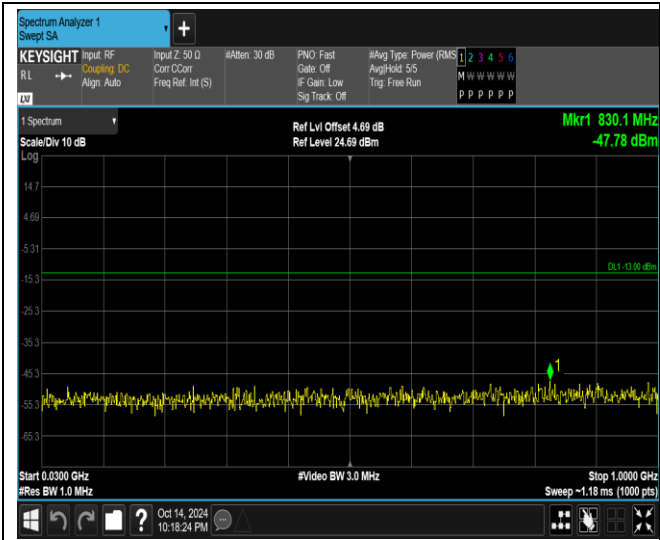 Spectrum Analyzer 1
Swept SA
+
KEYSIGHT
RL
LXI
Input: RF
Coupling: DC
Align: Auto
Input Z: 50 Ω
Corr CCorr
Freq Ref: Int (S)
#Atten: 30 dB
PNO: Fast
Gate: Off
IF Gain: Low
Sig Track: Off
#Avg Type: Power (RMS
Avg|Hold: 5/5
Trig: Free Run
1 2 3 4 5 6
M W W W W W
P P P P P P
1 Spectrum
Scale/Div 10 dB
Ref Lvl Offset 4.69 dB
Ref Level 24.69 dBm
Mkr1 830.1 MHz
-47.78 dBm
Log
14.7
4.69
-5.31
DL1 -13.00 dBm
-15.3
-25.3
-35.3
1
-45.3
-55.3
-65.3
Start 0.0300 GHz
#Video BW 3.0 MHz
Stop 1.0000 GHz
#Res BW 1.0 MHz
Sweep ~1.18 ms (1000 pts)
?
Oct 14, 2024
10:18:24 PM